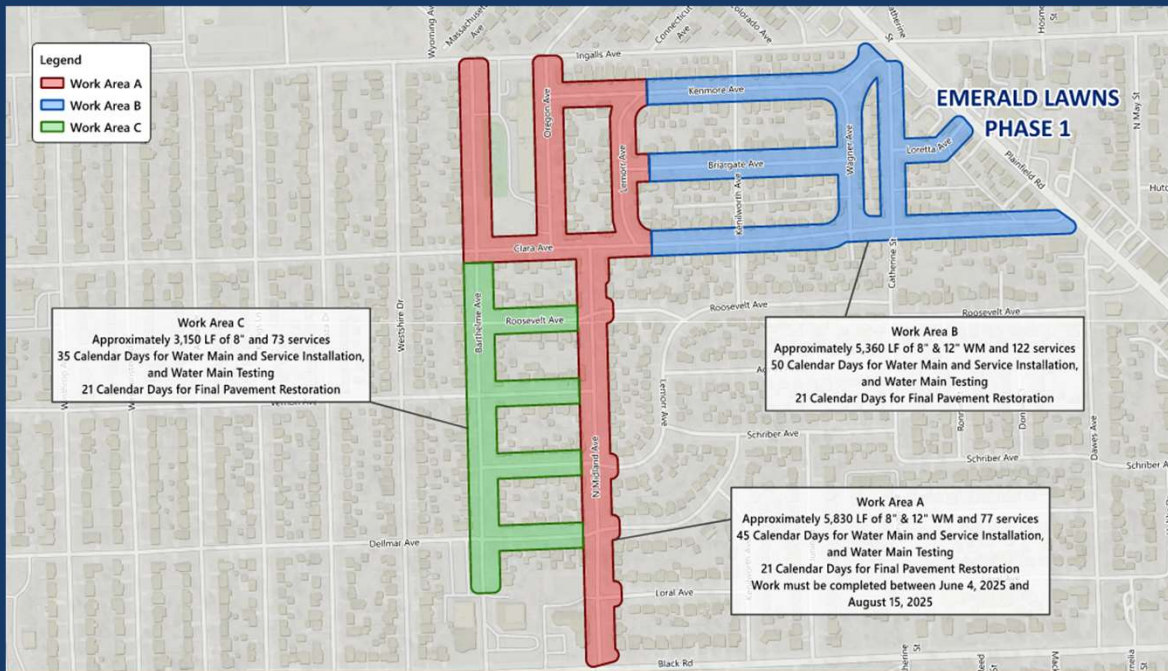 Legend
Work Area A
Work Area B
Work Area C
EMERALD LAWNS
PHASE 1
Wyoming Ave
Massachusetts Ave
Connecticut Ave
Colorado Ave
Catherine St
N May St
Ingalls Ave
Oregon Ave
Kenmore Ave
Lemorr Ave
Briargate Ave
Wagner Ave
Loretta Ave
Plainfield Rd
Kenilworth Ave
Clara Ave
Catherine St
Roosevelt Ave
Roosevelt Ave
Roosevelt Ave
Barthelme Ave
Westshire Dr
Work Area C
Approximately 3,150 LF of 8" and 73 services
35 Calendar Days for Water Main and Service Installation,
and Water Main Testing
21 Calendar Days for Final Pavement Restoration
Work Area B
Approximately 5,360 LF of 8" & 12" WM and 122 services
50 Calendar Days for Water Main and Service Installation,
and Water Main Testing
21 Calendar Days for Final Pavement Restoration
Lemorr Ave
N Midland Ave
Schriber Ave
Schriber Ave
Schriber A
Dawes Ave
Work Area A
Approximately 5,830 LF of 8" & 12" WM and 77 services
45 Calendar Days for Water Main and Service Installation,
and Water Main Testing
21 Calendar Days for Final Pavement Restoration
Work must be completed between June 4, 2025 and
August 15, 2025
Dellmar Ave
Loral Ave
Black Rd